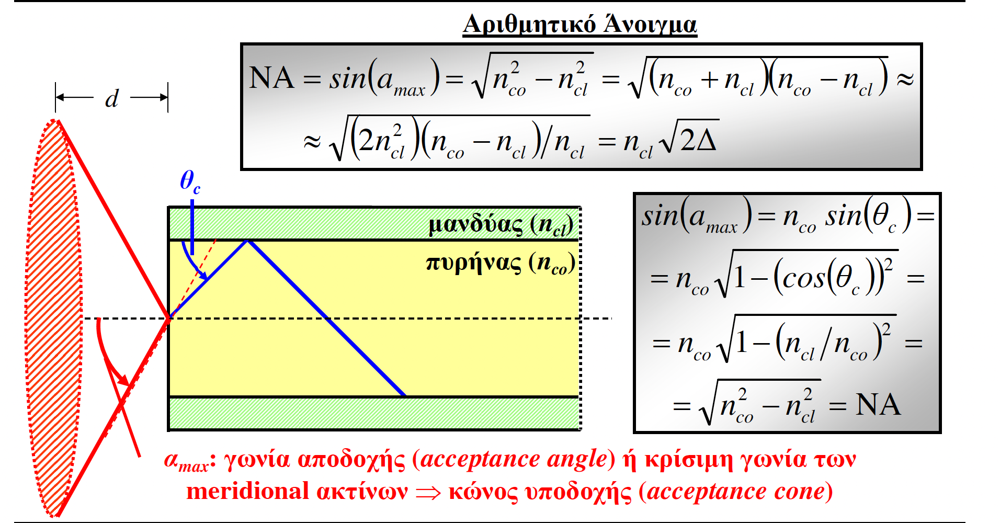 Αριθμητικό Άνοιγμα
NA = sin(a_max) = √(n_co² − n_cl²) = √((n_co + n_cl)(n_co − n_cl)) ≈
≈ √((2n_cl²)(n_co − n_cl)/n_cl) = n_cl √(2Δ)
d
θ_c
μανδύας (n_cl)
πυρήνας (n_co)
sin(a_max) = n_co sin(θ_c) =
= n_co √(1 − (cos(θ_c))²) =
= n_co √(1 − (n_cl/n_co)²) =
= √(n_co² − n_cl²) = NA
α_max: γωνία αποδοχής (acceptance angle) ή κρίσιμη γωνία των
meridional ακτίνων ⇒ κώνος υποδοχής (acceptance cone)